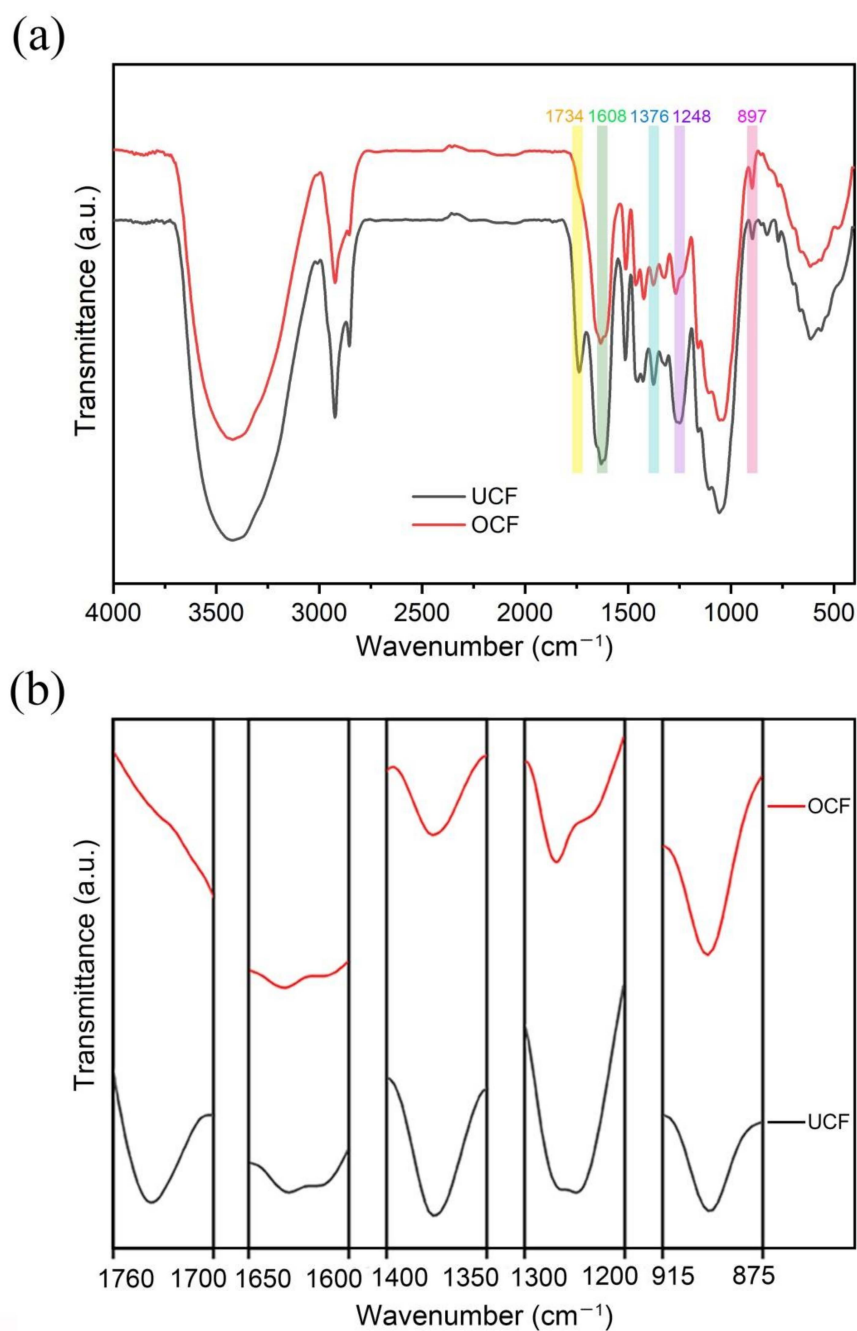 (a)
1734 1608 1376 1248 897
Transmittance (a.u.)
UCF
OCF
4000 3500 3000 2500 2000 1500 1000 500
Wavenumber (cm⁻¹)
(b)
Transmittance (a.u.)
OCF
UCF
1760 1700 1650 1600 1400 1350 1300 1200 915 875
Wavenumber (cm⁻¹)